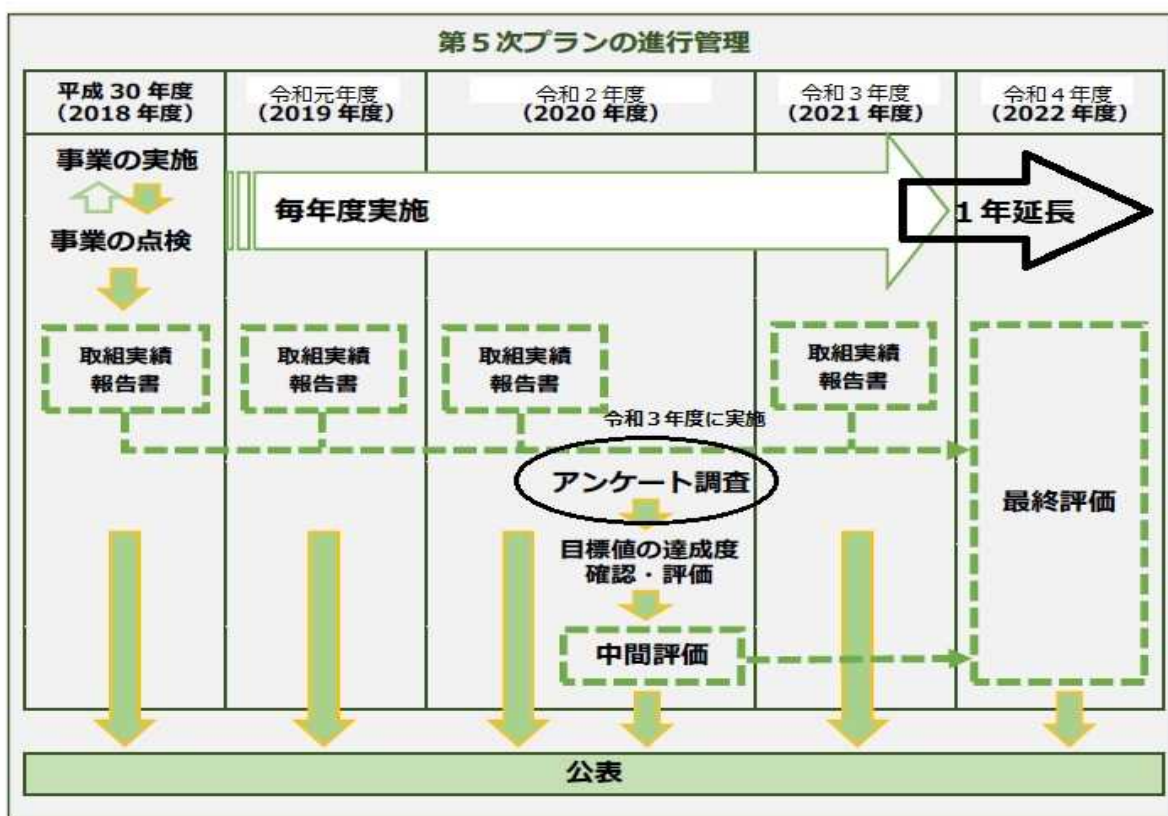 第５次プランの進行管理
平成 30 年度
（2018 年度）
令和元年度
（2019 年度）
令和２年度
（2020 年度）
令和３年度
（2021 年度）
令和４年度
（2022 年度）
事業の実施
事業の点検
毎年度実施
１年延長
取組実績
報告書
取組実績
報告書
取組実績
報告書
取組実績
報告書
令和３年度に実施
アンケート調査
目標値の達成度
確認・評価
中間評価
最終評価
公表